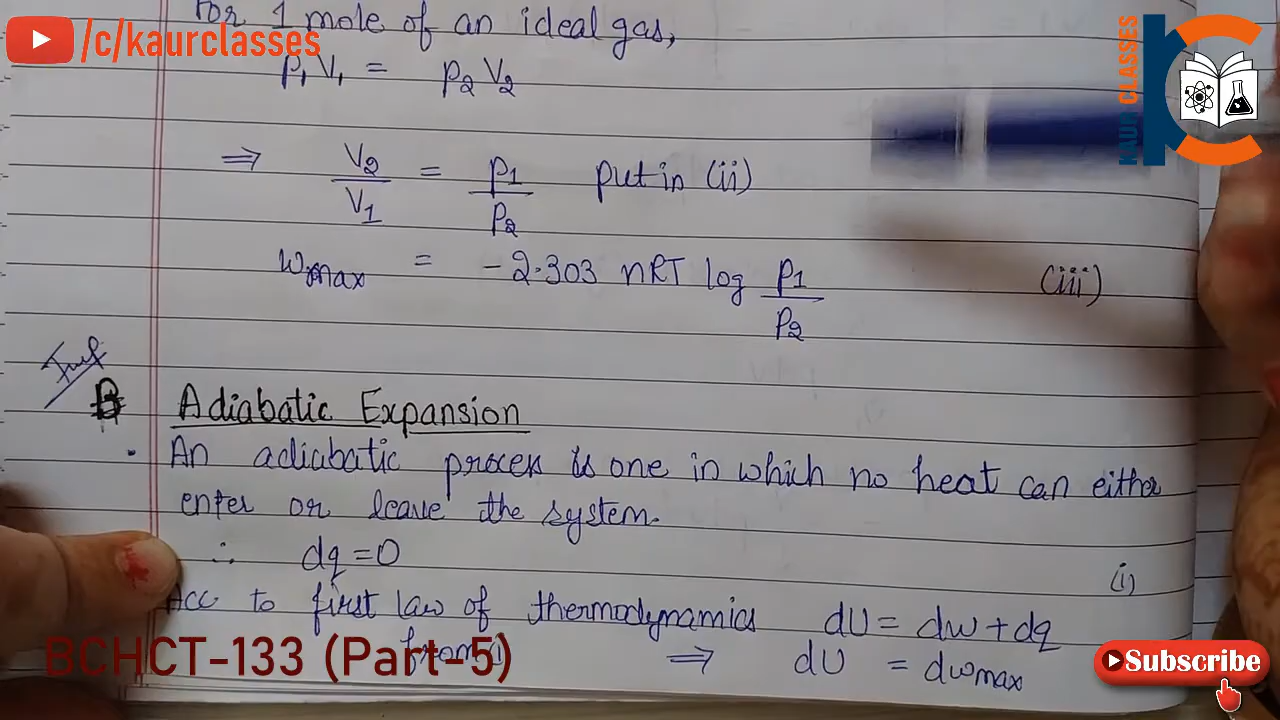 For 1 mole of an ideal gas,
/c/kaurclasses
P1V1 = P2V2
KAUR CLASSES
⇒ V2/V1 = P1/P2 put in (ii)
Wmax = -2.303 nRT log P1/P2 (iii)
B Adiabatic Expansion
· An adiabatic process is one in which no heat can either
enter or leave the system.
∴ dq = 0 (i)
Acc to first law of thermodynamics dU = dw + dq
from (i) ⇒ dU = dwmax
BCHCT-133 (Part-5)
Subscribe